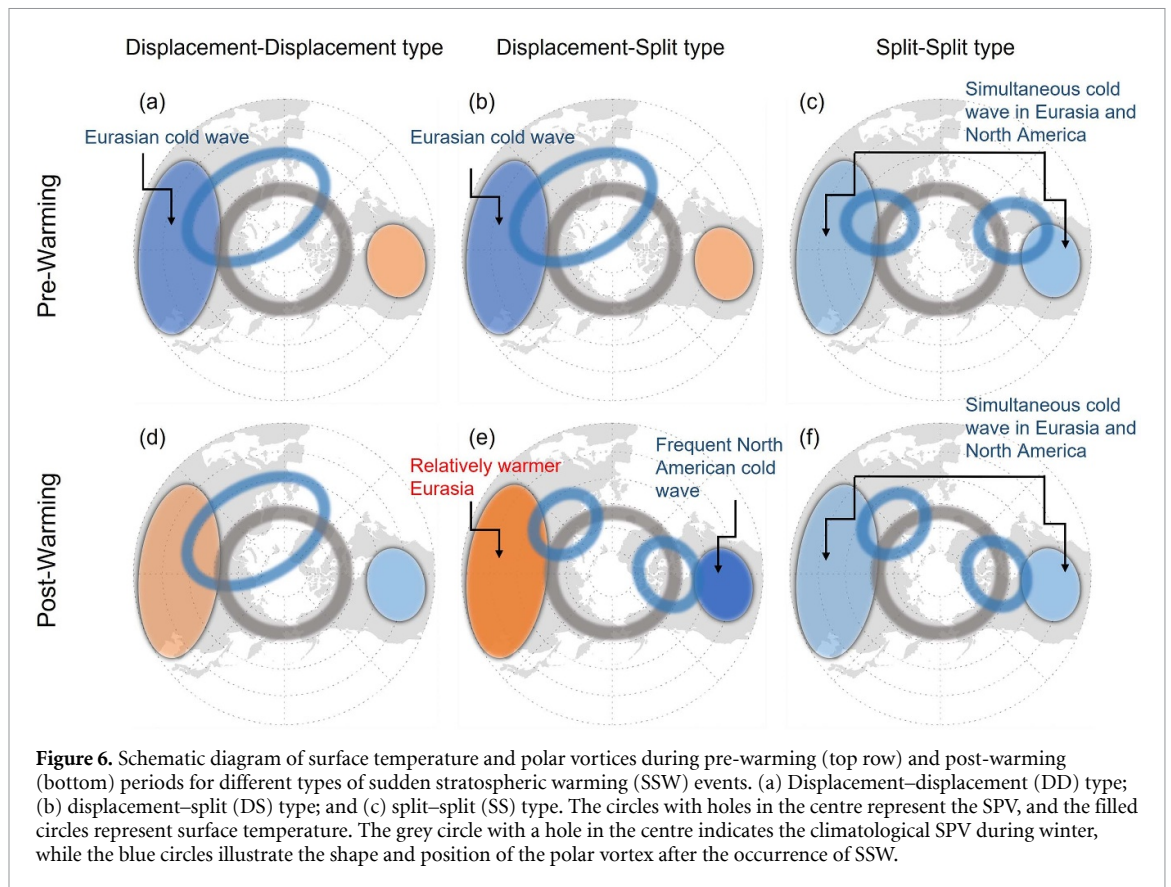 Displacement-Displacement type
Displacement-Split type
Split-Split type
Pre-Warming
(a)
Eurasian cold wave
(b)
Eurasian cold wave
(c)
Simultaneous cold
wave in Eurasia and
North America
Post-Warming
(d)
(e)
Relatively warmer
Eurasia
Frequent North
American cold
wave
(f)
Simultaneous cold
wave in Eurasia and
North America
Figure 6. Schematic diagram of surface temperature and polar vortices during pre-warming (top row) and post-warming
(bottom) periods for different types of sudden stratospheric warming (SSW) events. (a) Displacement–displacement (DD) type;
(b) displacement–split (DS) type; and (c) split–split (SS) type. The circles with holes in the centre represent the SPV, and the filled
circles represent surface temperature. The grey circle with a hole in the centre indicates the climatological SPV during winter,
while the blue circles illustrate the shape and position of the polar vortex after the occurrence of SSW.